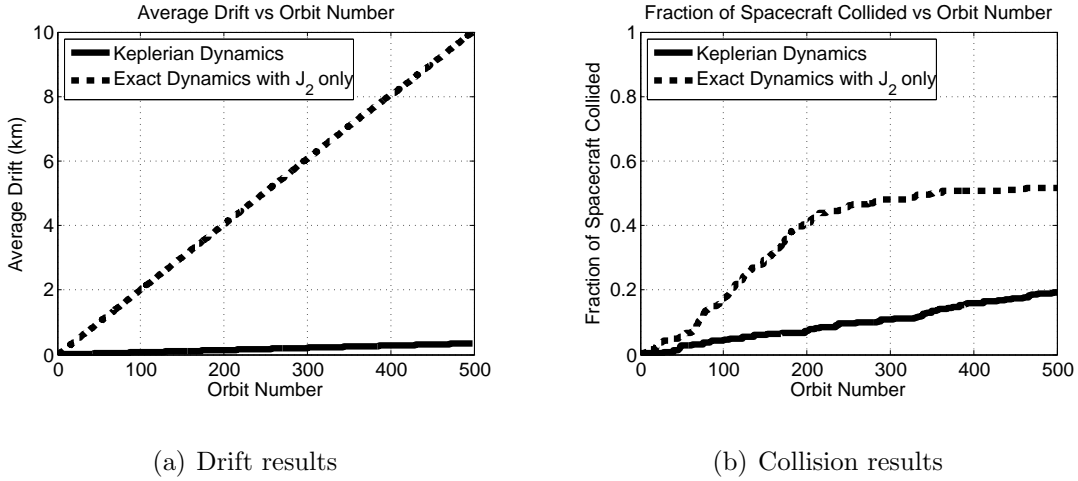 Average Drift vs Orbit Number
10
8
6
4
2
0
Average Drift (km)
Keplerian Dynamics
Exact Dynamics with J2 only
0 100 200 300 400 500
Orbit Number
(a) Drift results
Fraction of Spacecraft Collided vs Orbit Number
1
0.8
0.6
0.4
0.2
0
Fraction of Spacecraft Collided
Keplerian Dynamics
Exact Dynamics with J2 only
0 100 200 300 400 500
Orbit Number
(b) Collision results